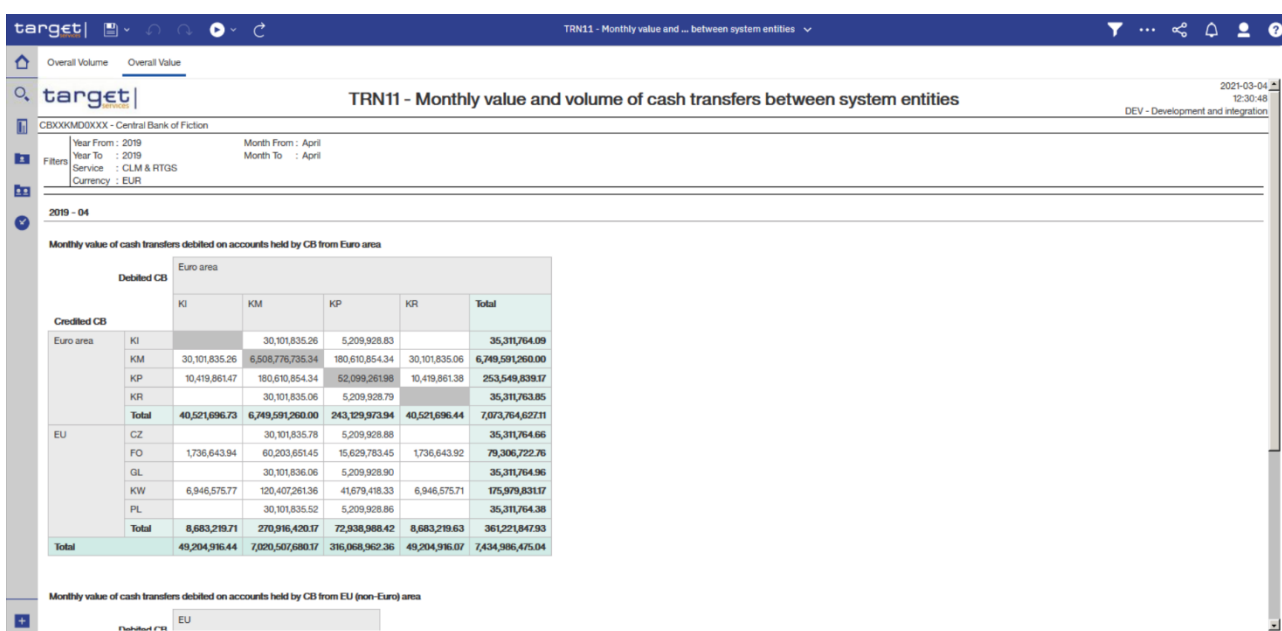 target|
TRN11 - Monthly value and ... between system entities
Overall Volume Overall Value
target|
services
TRN11 - Monthly value and volume of cash transfers between system entities
2021-03-04
12:30:48
DEV - Development and integration
CBXXKMD0XXX - Central Bank of Fiction
Filters
Year From : 2019 Month From : April
Year To : 2019 Month To : April
Service : CLM & RTGS
Currency : EUR
2019 - 04
Monthly value of cash transfers debited on accounts held by CB from Euro area
Debited CB Euro area
Credited CB KI KM KP KR Total
Euro area KI 30,101,835.26 5,209,928.83 35,311,764.09
KM 30,101,835.26 6,508,776,735.34 180,610,854.34 30,101,835.06 6,749,591,260.00
KP 10,419,861.47 180,610,854.34 52,099,261.98 10,419,861.38 253,549,839.17
KR 30,101,835.06 5,209,928.79 35,311,763.85
Total 40,521,696.73 6,749,591,260.00 243,129,973.94 40,521,696.44 7,073,764,627.11
EU CZ 30,101,835.78 5,209,928.88 35,311,764.66
FO 1,736,643.94 60,203,651.45 15,629,783.45 1,736,643.92 79,306,722.76
GL 30,101,836.06 5,209,928.90 35,311,764.96
KW 6,946,575.77 120,407,261.36 41,679,418.33 6,946,575.71 175,979,831.17
PL 30,101,835.52 5,209,928.86 35,311,764.38
Total 8,683,219.71 270,916,420.17 72,938,988.42 8,683,219.63 361,221,847.93
Total 49,204,916.44 7,020,507,680.17 316,068,962.36 49,204,916.07 7,434,986,475.04
Monthly value of cash transfers debited on accounts held by CB from EU (non-Euro) area
Debited CB EU